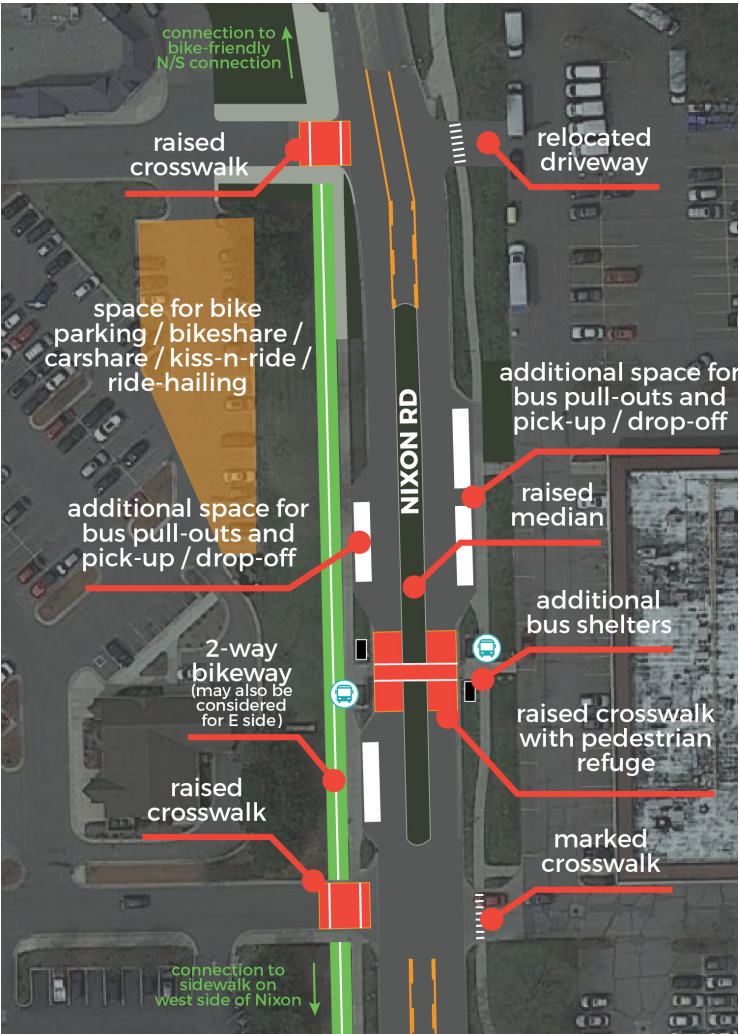 connection to
bike-friendly
N/S connection
raised
crosswalk
relocated
driveway
space for bike
parking / bikeshare /
carshare / kiss-n-ride /
ride-hailing
additional space for
bus pull-outs and
pick-up / drop-off
NIXON RD
raised
median
additional space for
bus pull-outs and
pick-up / drop-off
additional
bus shelters
2-way
bikeway
(may also be
considered
for E side)
raised crosswalk
with pedestrian
refuge
raised
crosswalk
marked
crosswalk
connection to
sidewalk on
west side of Nixon